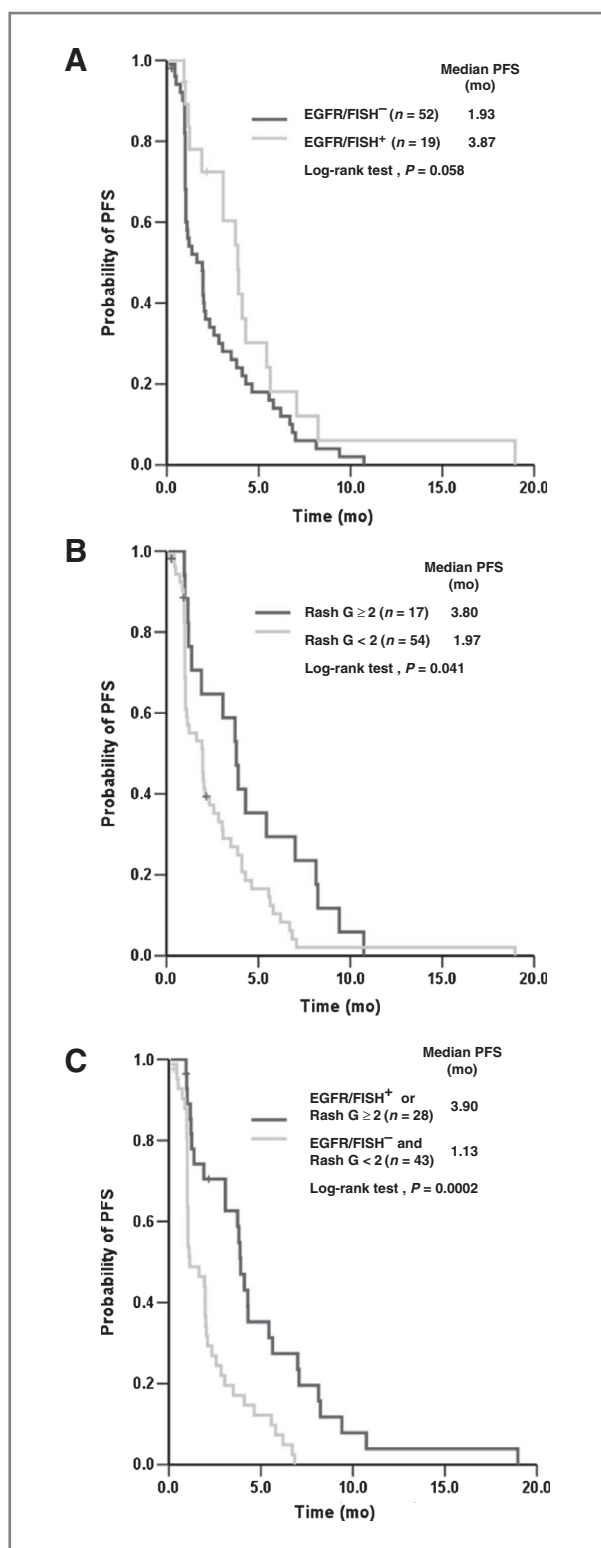 A
Median PFS
(mo)
EGFR/FISH⁻ (n = 52) 1.93
EGFR/FISH⁺ (n = 19) 3.87
Log-rank test , P = 0.058
Probability of PFS
1.0
0.8
0.6
0.4
0.2
0.0
0.0 5.0 10.0 15.0 20.0
Time (mo)
B
Median PFS
(mo)
Rash G ≥ 2 (n = 17) 3.80
Rash G < 2 (n = 54) 1.97
Log-rank test , P = 0.041
Probability of PFS
1.0
0.8
0.6
0.4
0.2
0.0
0.0 5.0 10.0 15.0 20.0
Time (mo)
C
Median PFS
(mo)
EGFR/FISH⁺ or
Rash G ≥ 2 (n = 28) 3.90
EGFR/FISH⁻ and
Rash G < 2 (n = 43) 1.13
Log-rank test , P = 0.0002
Probability of PFS
1.0
0.8
0.6
0.4
0.2
0.0
0.0 5.0 10.0 15.0 20.0
Time (mo)